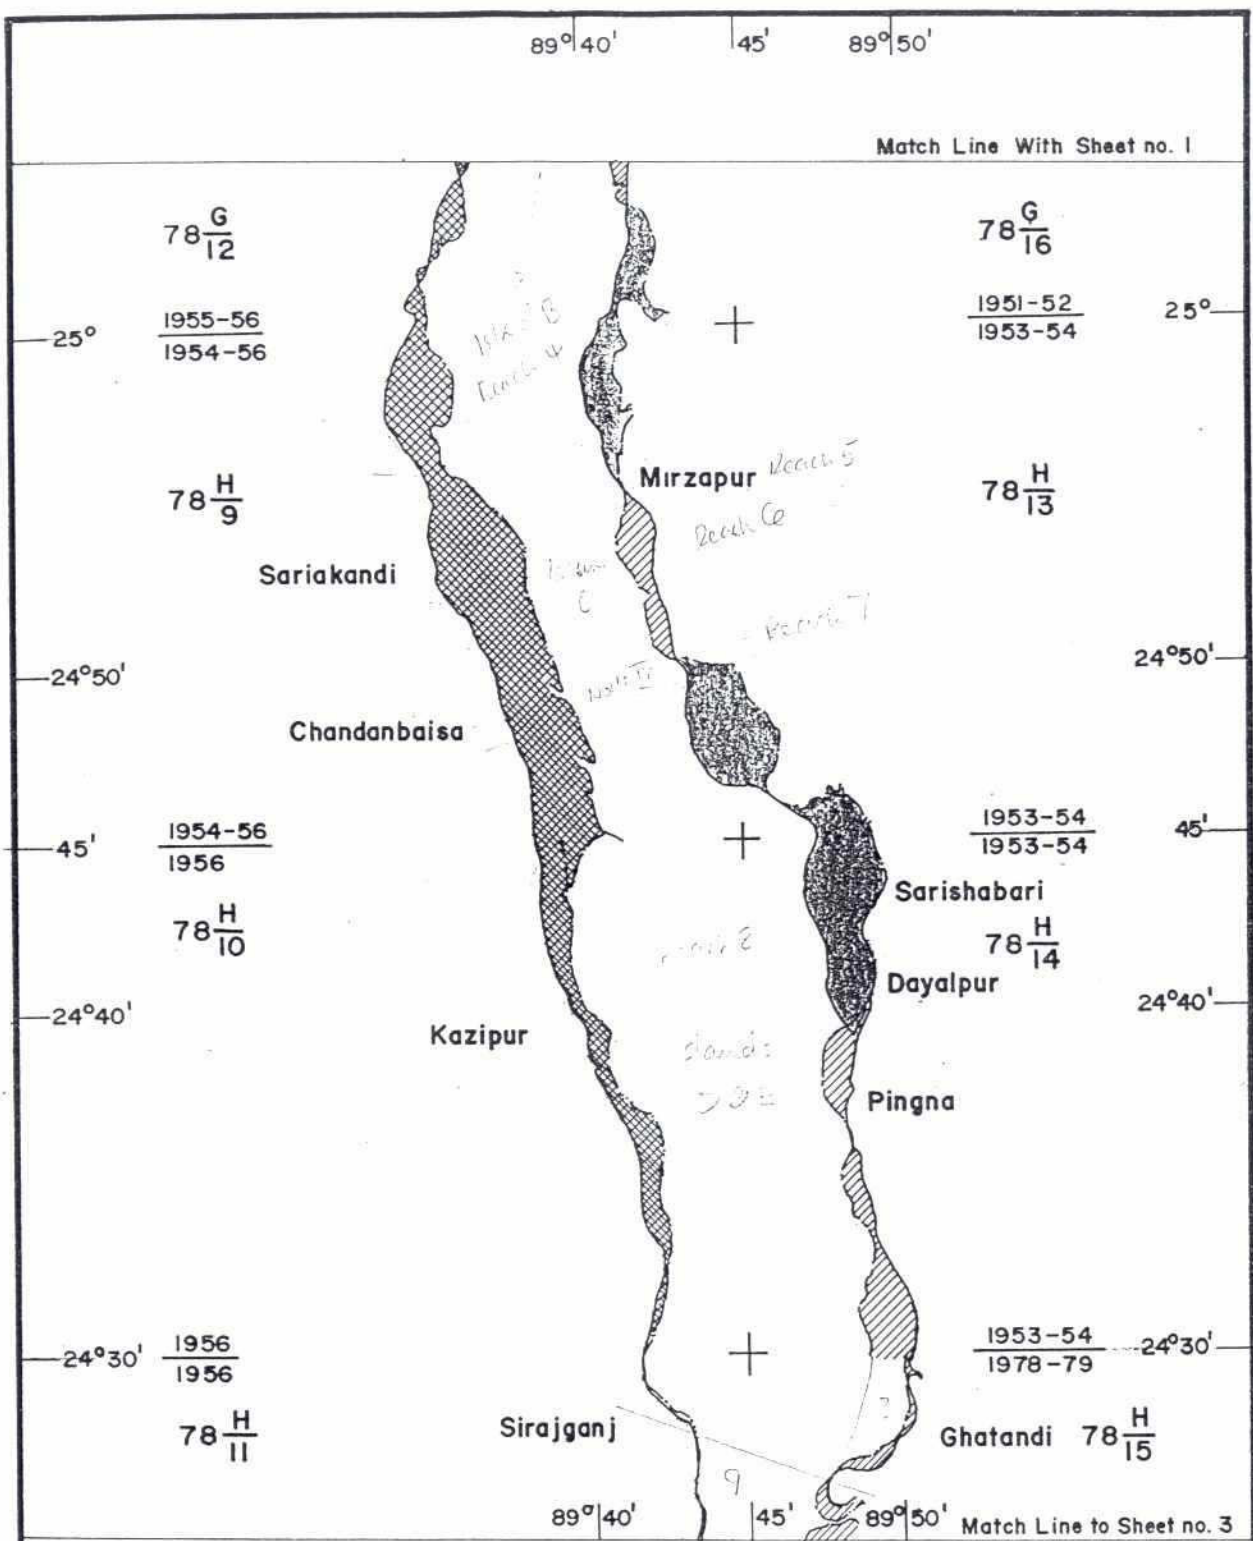 89°40' 45' 89°50'
Match Line With Sheet no. 1
78 G/12 78 G/16
1955-56 1951-52
25° 25°
1954-56 1953-54
Mirzapur Reach 5
78 H/9 78 H/13
Reach 6
Sariakandi
C
Reach 7
24°50' 24°50'
Chandanbaisa
1954-56 1953-54
45' 45'
1956 1953-54
Sarishabari
78 H/10 78 H/14
Dayalpur
24°40' 24°40'
Kazipur
Pingna
1956 1953-54
24°30' 24°30'
1956 1978-79
?
Sirajganj Ghatandi 78 H/15
78 H/11
9
89°40' 45' 89°50'
Match Line to Sheet no. 3